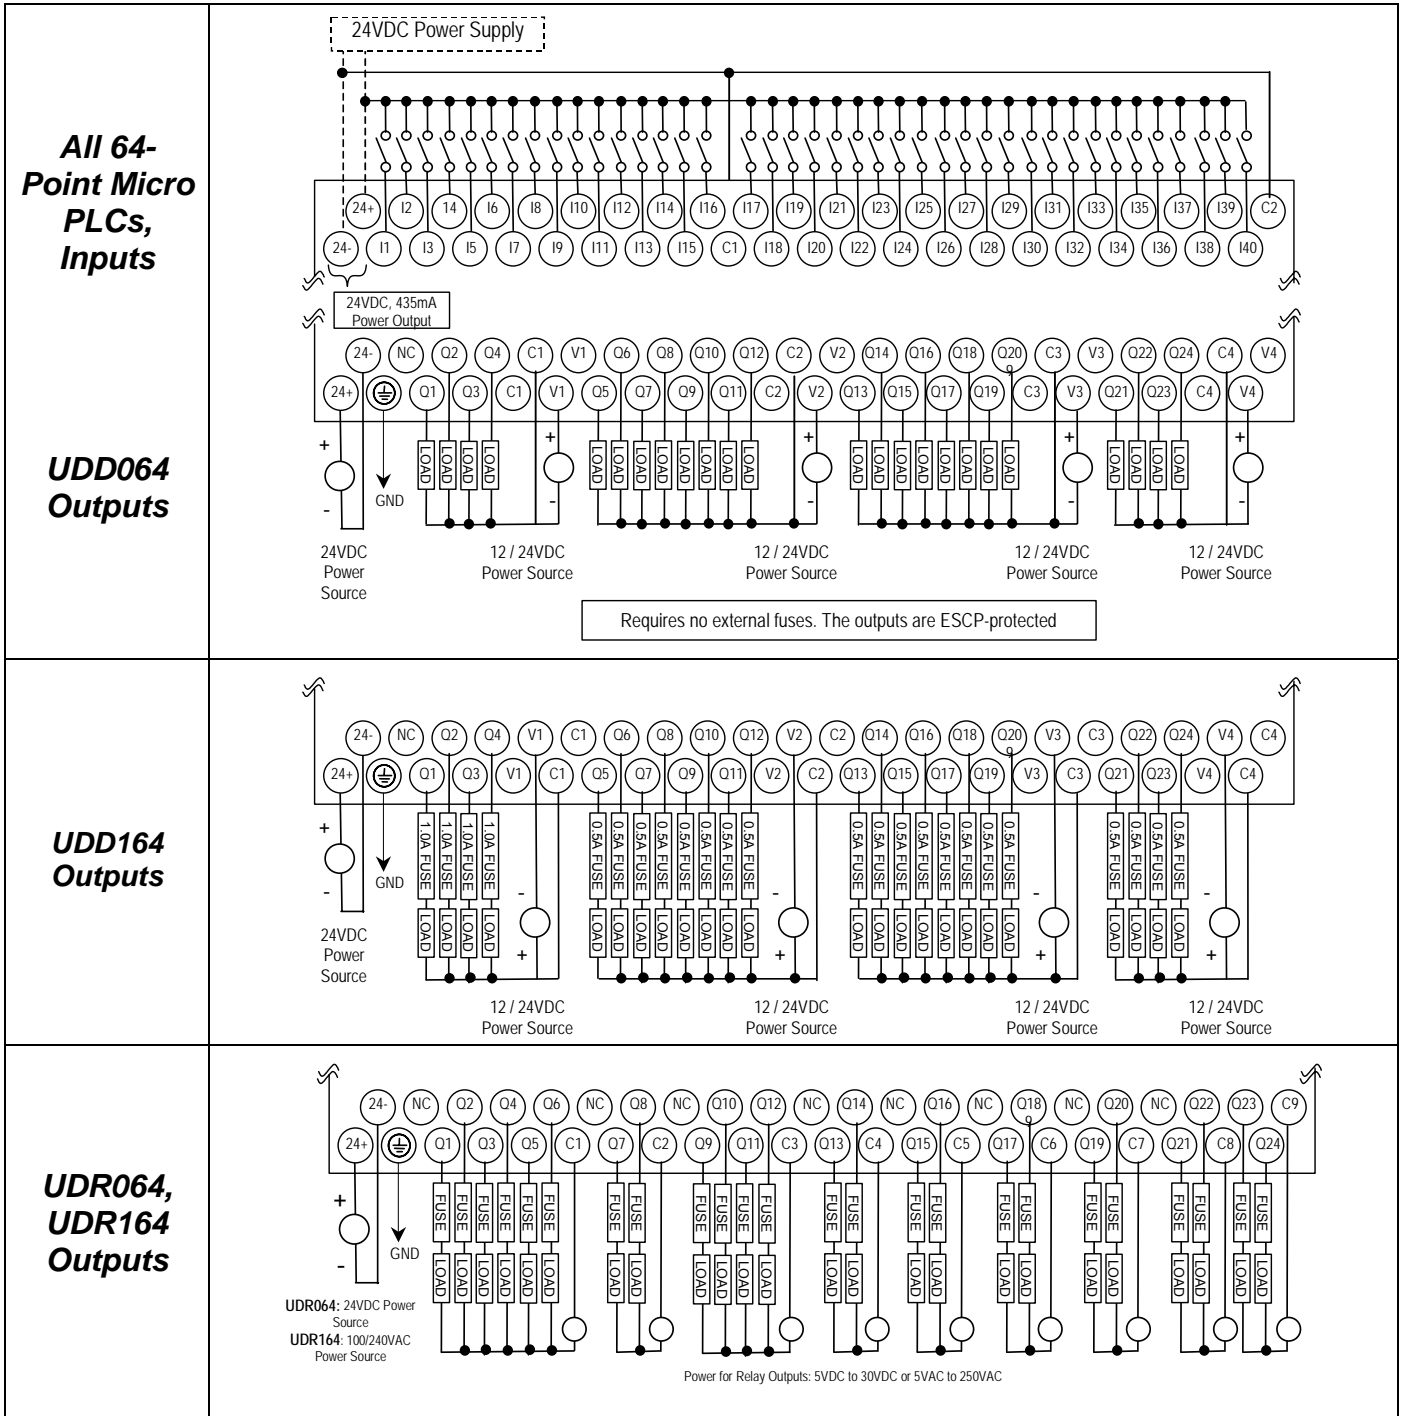 24VDC Power Supply
All 64-
Point Micro
PLCs,
Inputs
24+ I2 14 I6 I8 I10 I12 I14 I16 I17 I19 I21 I23 I25 I27 I29 I31 I33 I35 I37 I39 C2
24- I1 I3 I5 I7 I9 I11 I13 I15 C1 I18 I20 I22 I24 I26 I28 I30 I32 I34 I36 I38 I40
24VDC, 435mA
Power Output
UDD064
Outputs
24- NC Q2 Q4 C1 V1 Q6 Q8 Q10 Q12 C2 V2 Q14 Q16 Q18 Q20 C3 V3 Q22 Q24 C4 V4
9
24+ Q1 Q3 C1 V1 Q5 Q7 Q9 Q11 C2 V2 Q13 Q15 Q17 Q19 C3 V3 Q21 Q23 C4 V4
+ + + + +
LOAD LOAD LOAD LOAD LOAD LOAD LOAD LOAD LOAD LOAD LOAD LOAD LOAD LOAD LOAD LOAD LOAD LOAD LOAD LOAD LOAD LOAD LOAD LOAD
- GND - - - -
24VDC
Power
Source
12 / 24VDC
Power Source
12 / 24VDC
Power Source
12 / 24VDC
Power Source
12 / 24VDC
Power Source
Requires no external fuses. The outputs are ESCP-protected
UDD164
Outputs
24- NC Q2 Q4 V1 C1 Q6 Q8 Q10 Q12 V2 C2 Q14 Q16 Q18 Q20 V3 C3 Q22 Q24 V4 C4
9
24+ Q1 Q3 V1 C1 Q5 Q7 Q9 Q11 V2 C2 Q13 Q15 Q17 Q19 V3 C3 Q21 Q23 V4 C4
+
1.0A FUSE 1.0A FUSE 1.0A FUSE 1.0A FUSE 0.5A FUSE 0.5A FUSE 0.5A FUSE 0.5A FUSE 0.5A FUSE 0.5A FUSE 0.5A FUSE 0.5A FUSE 0.5A FUSE 0.5A FUSE 0.5A FUSE 0.5A FUSE 0.5A FUSE 0.5A FUSE 0.5A FUSE 0.5A FUSE 0.5A FUSE 0.5A FUSE 0.5A FUSE 0.5A FUSE
- GND - - - -
LOAD LOAD LOAD LOAD LOAD LOAD LOAD LOAD LOAD LOAD LOAD LOAD LOAD LOAD LOAD LOAD LOAD LOAD LOAD LOAD LOAD LOAD LOAD LOAD
+ + + +
24VDC
Power
Source
12 / 24VDC
Power Source
12 / 24VDC
Power Source
12 / 24VDC
Power Source
12 / 24VDC
Power Source
UDR064,
UDR164
Outputs
24- NC Q2 Q4 Q6 NC Q8 NC Q10 Q12 NC Q14 NC Q16 NC Q18 NC Q20 NC Q22 Q23 C9
9
24+ Q1 Q3 Q5 C1 Q7 C2 Q9 Q11 C3 Q13 C4 Q15 C5 Q17 C6 Q19 C7 Q21 C8 Q24
+
FUSE FUSE FUSE FUSE FUSE FUSE FUSE FUSE FUSE FUSE FUSE FUSE FUSE FUSE FUSE FUSE FUSE FUSE FUSE FUSE FUSE FUSE FUSE FUSE
- GND
LOAD LOAD LOAD LOAD LOAD LOAD LOAD LOAD LOAD LOAD LOAD LOAD LOAD LOAD LOAD LOAD LOAD LOAD LOAD LOAD LOAD LOAD LOAD LOAD
UDR064: 24VDC Power
Source
UDR164: 100/240VAC
Power Source
Power for Relay Outputs: 5VDC to 30VDC or 5VAC to 250VAC